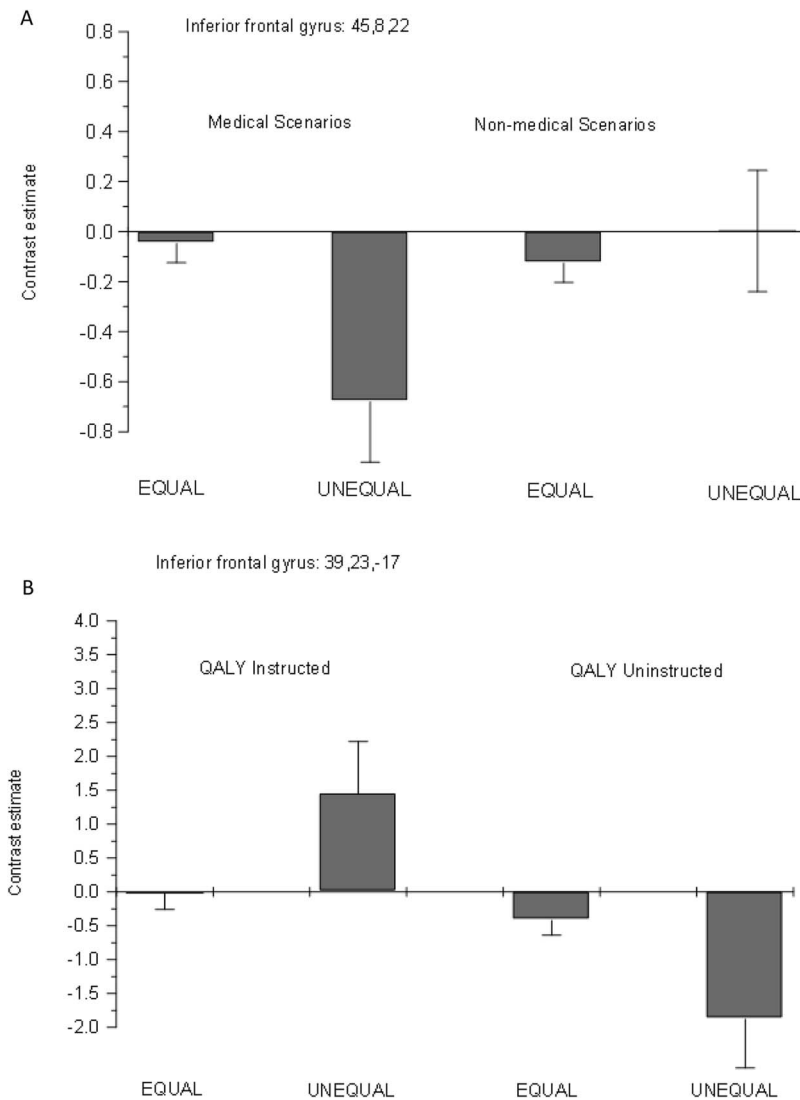 A
Inferior frontal gyrus: 45,8,22
0.8
0.6
0.4
0.2
0.0
-0.2
-0.4
-0.6
-0.8
Contrast estimate
Medical Scenarios
Non-medical Scenarios
EQUAL
UNEQUAL
EQUAL
UNEQUAL
Inferior frontal gyrus: 39,23,-17
B
4.0
3.5
3.0
2.5
2.0
1.5
1.0
0.5
0.0
-0.5
-1.0
-1.5
-2.0
Contrast estimate
QALY Instructed
QALY Uninstructed
EQUAL
UNEQUAL
EQUAL
UNEQUAL